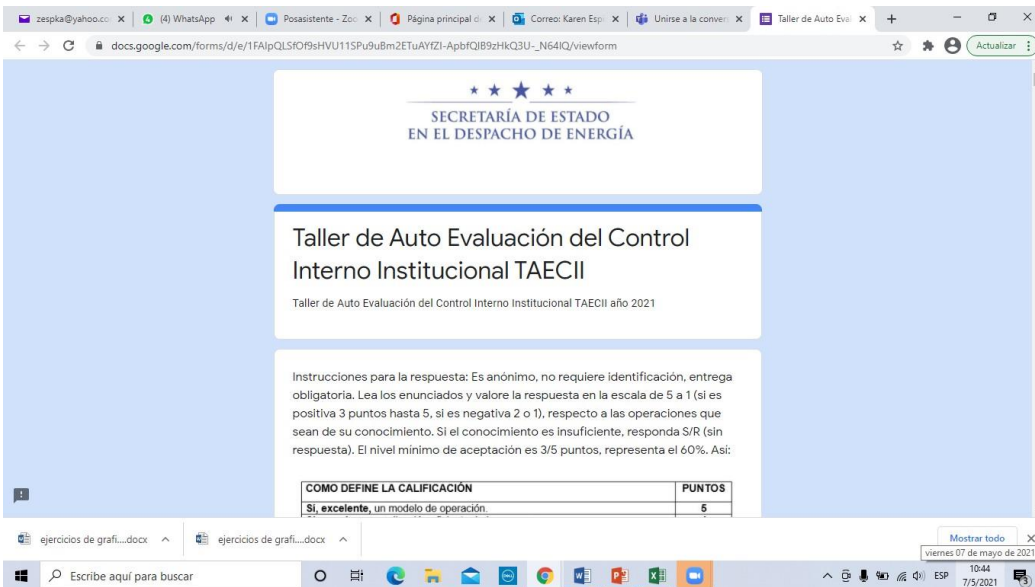 zespka@yahoo.co
(4) WhatsApp
Posasistente - Zoo
Página principal d
Correo: Karen Esp
Unirse a la conver
Taller de Auto Eva
docs.google.com/forms/d/e/1FAIpQLSfOf9sHVU11SPu9uBm2ETuAYfZI-ApbfQIB9zHkQ3U-_N64IQ/viewform
Actualizar
SECRETARÍA DE ESTADO
EN EL DESPACHO DE ENERGÍA
Taller de Auto Evaluación del Control
Interno Institucional TAECII
Taller de Auto Evaluación del Control Interno Institucional TAECII año 2021
Instrucciones para la respuesta: Es anónimo, no requiere identificación, entrega
obligatoria. Lea los enunciados y valore la respuesta en la escala de 5 a 1 (si es
positiva 3 puntos hasta 5, si es negativa 2 o 1), respecto a las operaciones que
sean de su conocimiento. Si el conocimiento es insuficiente, responda S/R (sin
respuesta). El nivel mínimo de aceptación es 3/5 puntos, representa el 60%. Así:
COMO DEFINE LA CALIFICACIÓN PUNTOS
Si, excelente, un modelo de operación. 5
ejercicios de grafi....docx
ejercicios de grafi....docx
Mostrar todo
viernes 07 de mayo de 2021
Escribe aquí para buscar
ESP
10:44
7/5/2021